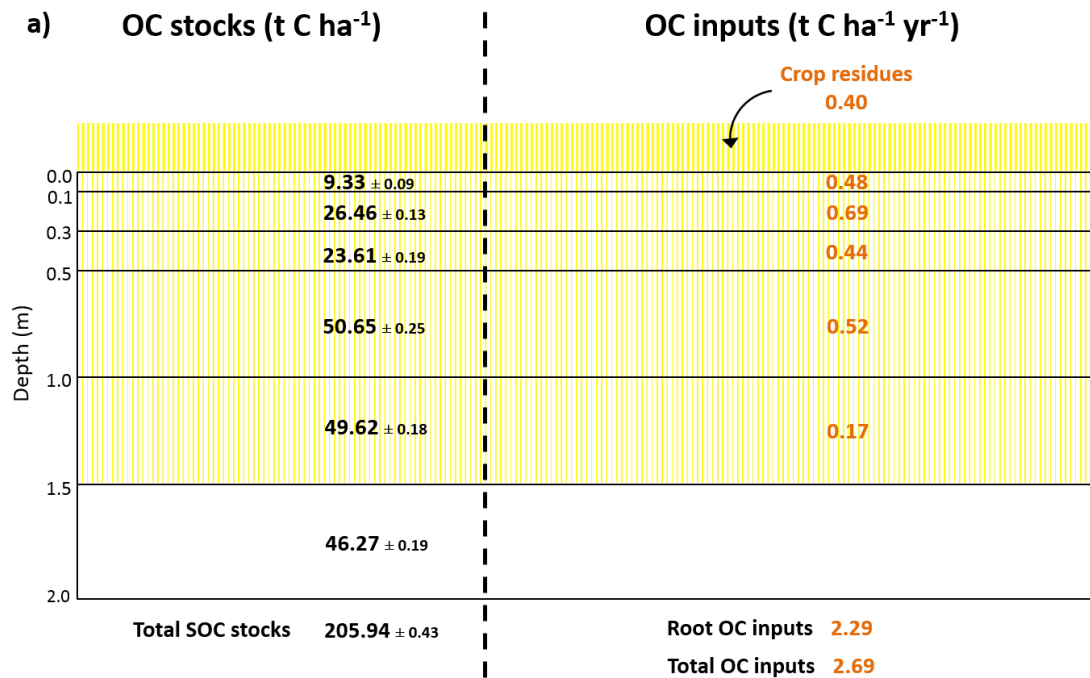 a) OC stocks (t C ha⁻¹) OC inputs (t C ha⁻¹ yr⁻¹)
Crop residues
0.40
0.0
9.33 ± 0.09 0.48
0.1
26.46 ± 0.13 0.69
0.3
23.61 ± 0.19 0.44
0.5
50.65 ± 0.25 0.52
Depth (m)
1.0
49.62 ± 0.18 0.17
1.5
46.27 ± 0.19
2.0
Total SOC stocks 205.94 ± 0.43 Root OC inputs 2.29
Total OC inputs 2.69